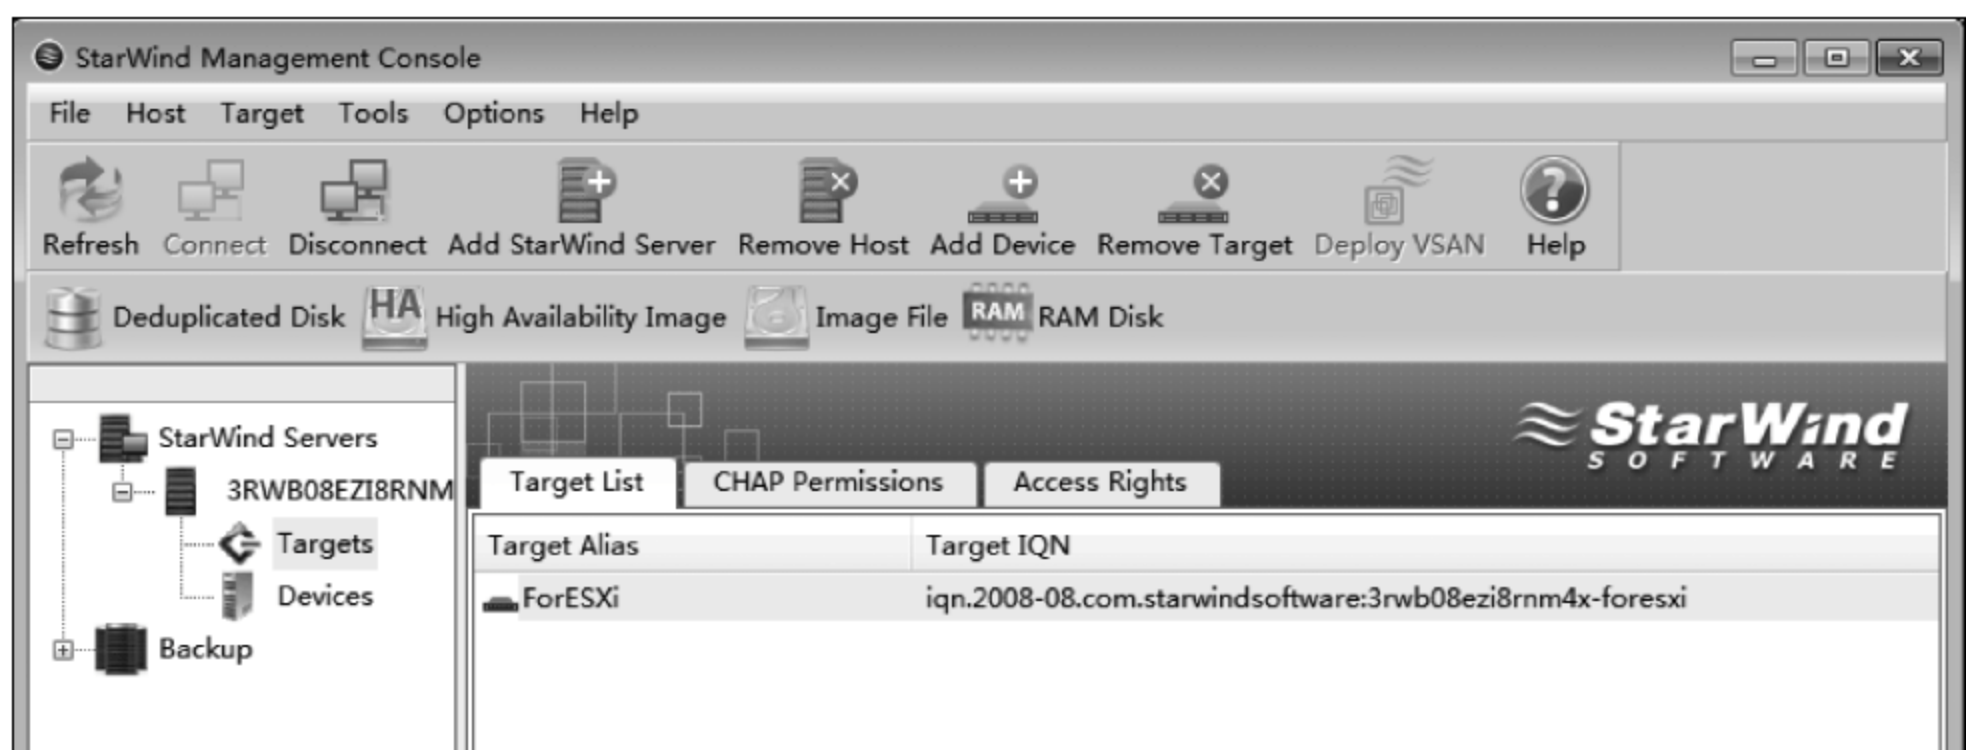 StarWind Management Console
File Host Target Tools Options Help
Refresh Connect Disconnect Add StarWind Server Remove Host Add Device Remove Target Deploy VSAN Help
Deduplicated Disk HA High Availability Image Image File RAM RAM Disk
StarWind Servers
3RWB08EZI8RNM
Targets
Devices
Backup
StarWind
SOFTWARE
Target List CHAP Permissions Access Rights
Target Alias Target IQN
ForESXi iqn.2008-08.com.starwindsoftware:3rwb08ezi8rnm4x-foresxi